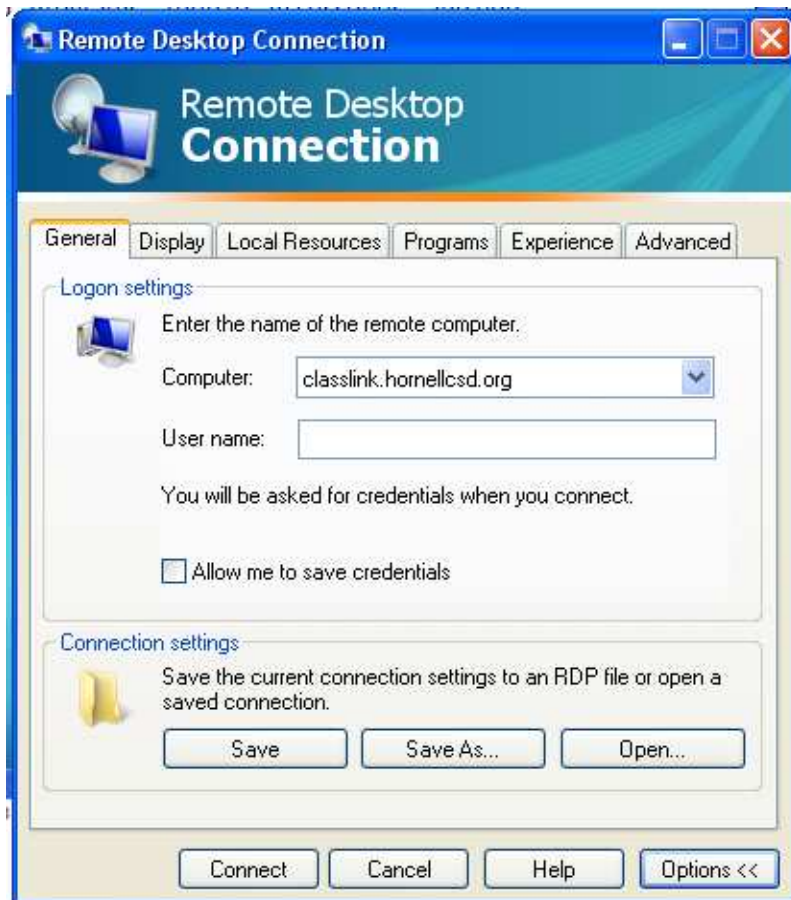 Remote Desktop Connection
Remote Desktop
Connection
General Display Local Resources Programs Experience Advanced
Logon settings
Enter the name of the remote computer.
Computer: classlink.hornellcsd.org
User name:
You will be asked for credentials when you connect.
Allow me to save credentials
Connection settings
Save the current connection settings to an RDP file or open a
saved connection.
Save Save As... Open...
Connect Cancel Help Options <<